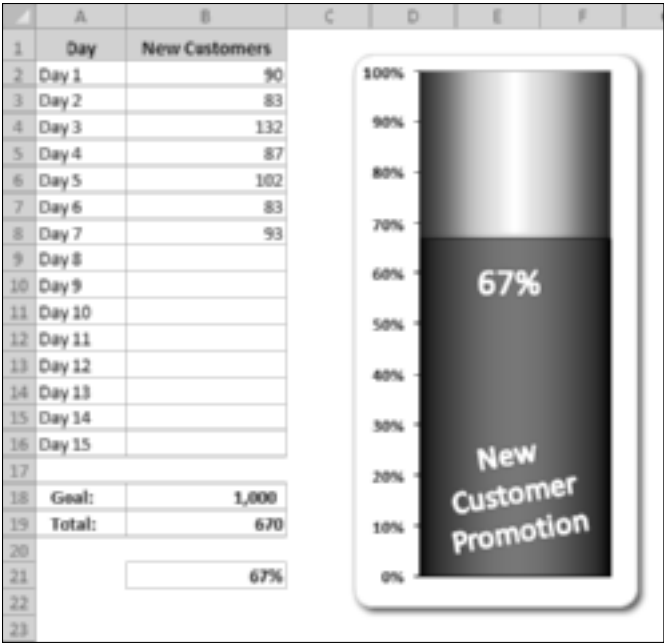 A B C D E F
1 Day New Customers
2 Day 1 90
3 Day 2 83
4 Day 3 132
5 Day 4 87
6 Day 5 102
7 Day 6 83
8 Day 7 93
9 Day 8
10 Day 9
11 Day 10
12 Day 11
13 Day 12
14 Day 13
15 Day 14
16 Day 15
17
18 Goal: 1,000
19 Total: 670
20
21 67%
22
23
100%
90%
80%
70%
60%
50%
40%
30%
20%
10%
0%
67%
New
Customer
Promotion